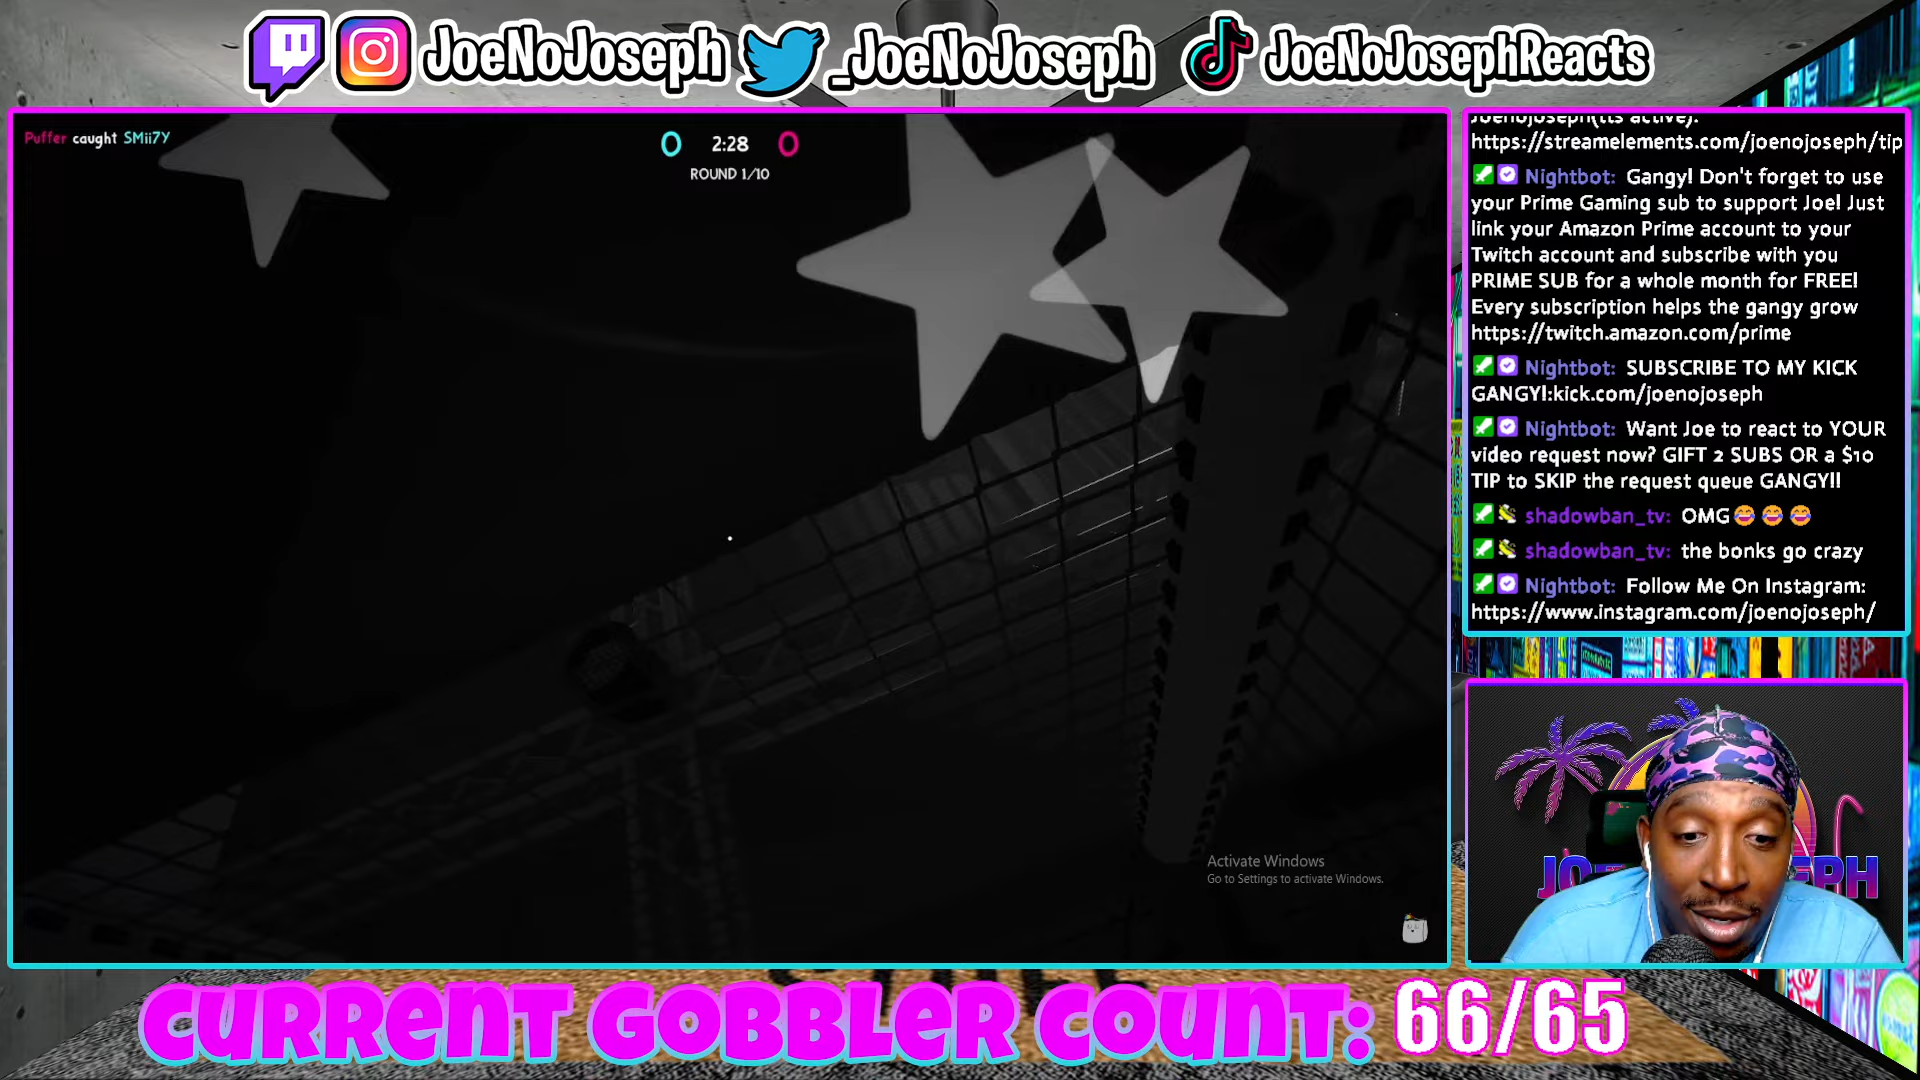 JoeNoJoseph _JoeNoJoseph JoeNoJosephReacts
Puffer caught SMii7Y
0 2:28 0
ROUND 1/10
Joenojoseph(tts active):
https://streamelements.com/joenojoseph/tip
Nightbot: Gangy! Don't forget to use
your Prime Gaming sub to support Joe! Just
link your Amazon Prime account to your
Twitch account and subscribe with you
PRIME SUB for a whole month for FREE!
Every subscription helps the gangy grow
https://twitch.amazon.com/prime
Nightbot: SUBSCRIBE TO MY KICK
GANGY!:kick.com/joenojoseph
Nightbot: Want Joe to react to YOUR
video request now? GIFT 2 SUBS OR a $10
TIP to SKIP the request queue GANGY!!
shadowban_tv: OMG😂😂😂
shadowban_tv: the bonks go crazy
Nightbot: Follow Me On Instagram:
https://www.instagram.com/joenojoseph/
Activate Windows
Go to Settings to activate Windows.
CURRENT GOBBLER COUNT: 66/65